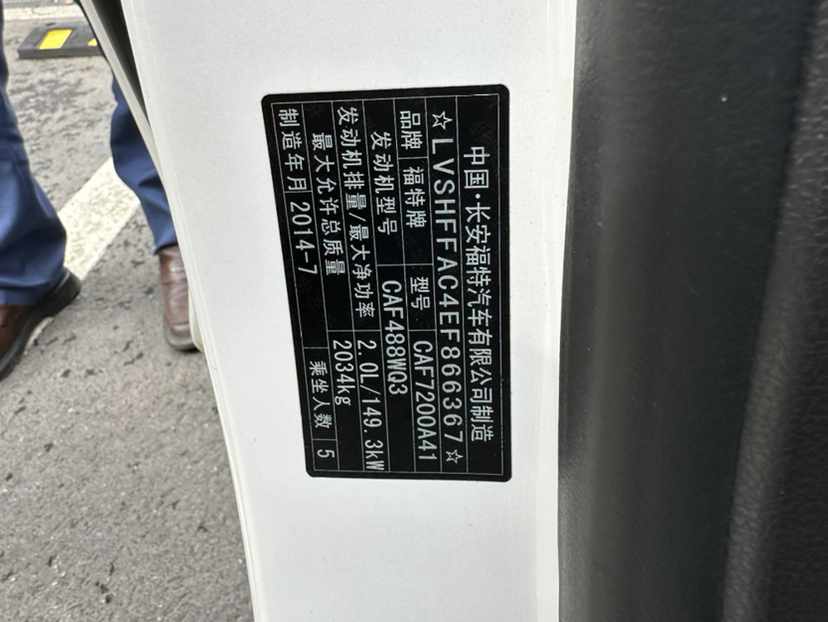 中国·长安福特汽车有限公司制造
☆LVSHFFAC4EF866367☆
品牌 福特牌 型号 CAF7200A41
发动机型号 CAF488WQ3
发动机排量/最大净功率 2.0L/149.3kW
最大允许总质量 2034kg
制造年月 2014-7 乘坐人数 5